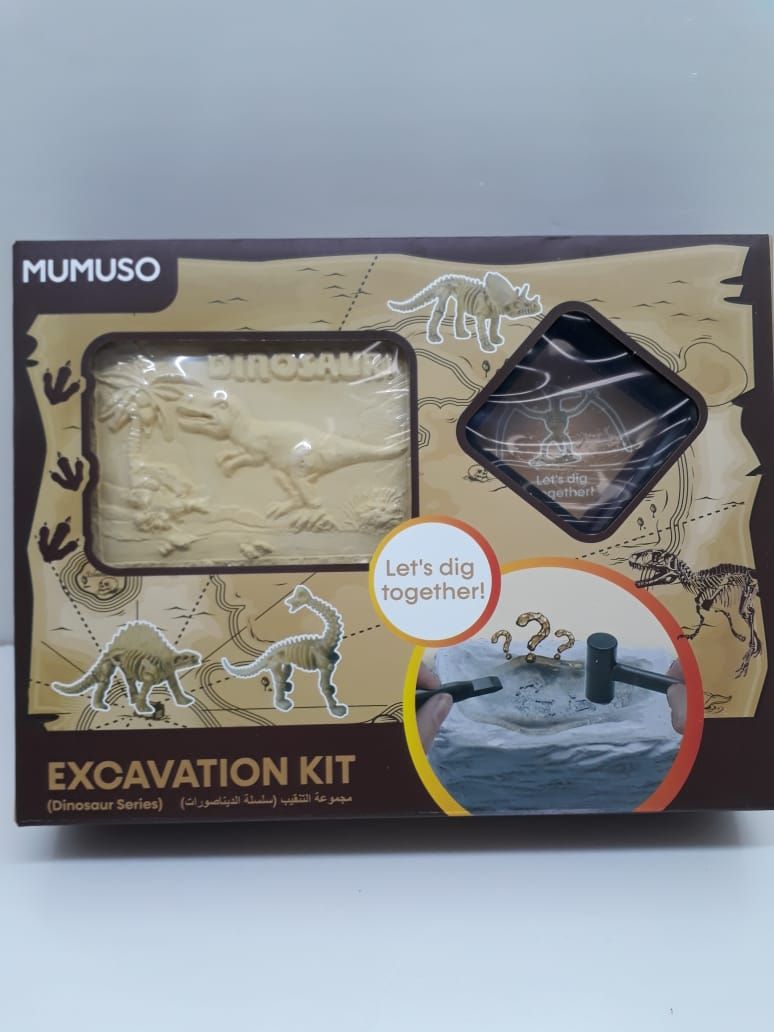 MUMUSO
DINOSAUR
Let's dig
together!
Let's dig
together!
???
EXCAVATION KIT
(Dinosaur Series) مجموعة التنقيب (سلسلة الديناصورات)